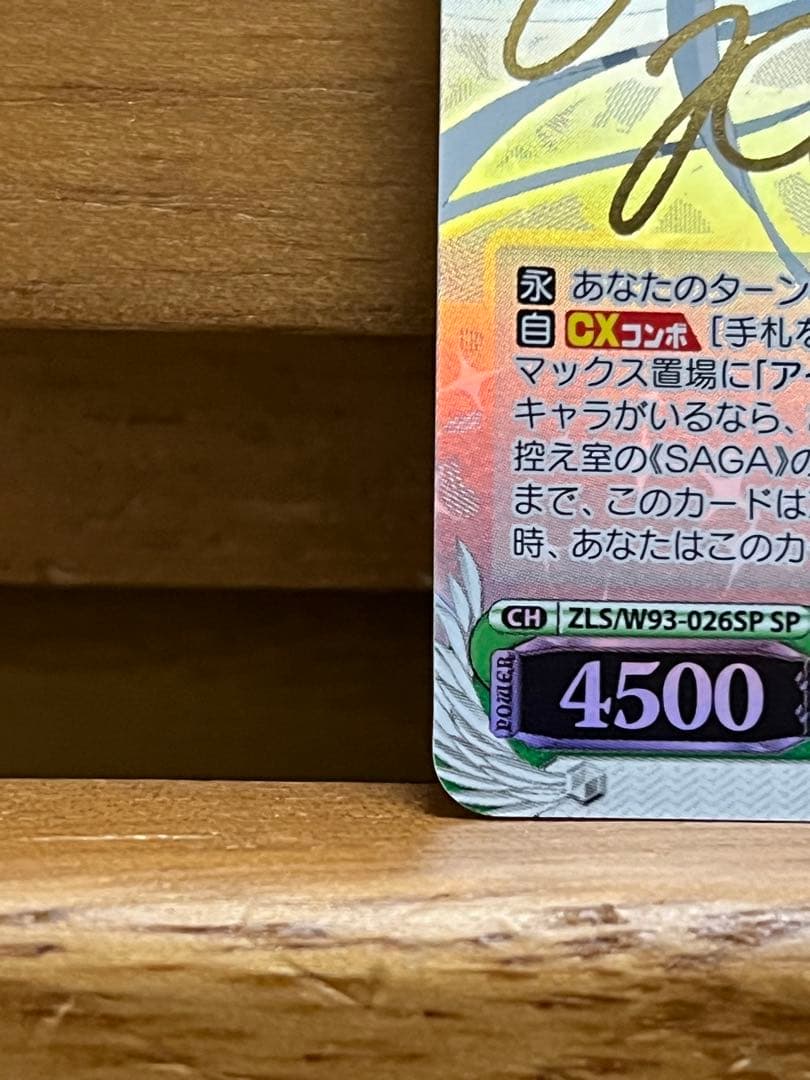 永 あなたのターン
自 CXコンボ [手札を
マックス置場に「アイ
キャラがいるなら、
控え室の《SAGA》の
まで、このカードは
時、あなたはこのカ
CH ZLS/W93-026SP SP
POWER 4500